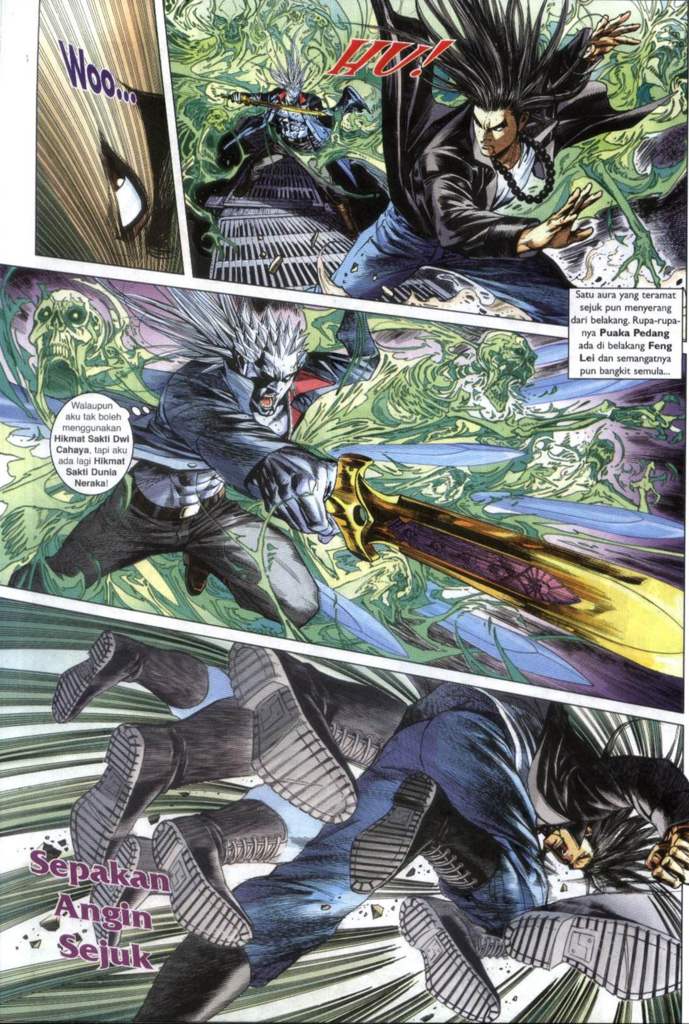 Woo...
HU!
Satu aura yang teramat
sejuk pun menyerang
dari belakang. Rupa-rupa-
nya Puaka Pedang
ada di belakang Feng
Lei dan semangatnya
pun bangkit semula...
Walaupun
aku tak boleh
menggunakan
Hikmat Sakti Dwi
Cahaya, tapi aku
ada lagi Hikmat
Sakti Dunia
Neraka!
Sepakan
Angin
Sejuk